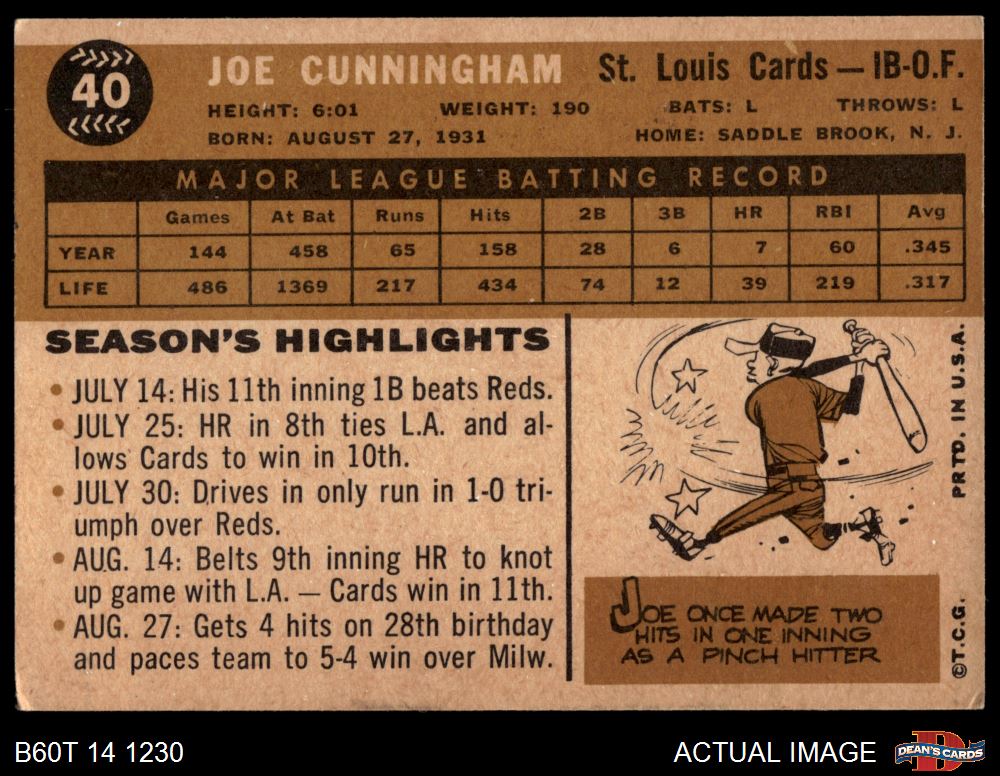 40
JOE CUNNINGHAM St. Louis Cards — IB-O.F.
HEIGHT: 6:01 WEIGHT: 190 BATS: L THROWS: L
BORN: AUGUST 27, 1931 HOME: SADDLE BROOK, N. J.
MAJOR LEAGUE BATTING RECORD
Games At Bat Runs Hits 2B 3B HR RBI Avg
YEAR 144 458 65 158 28 6 7 60 .345
LIFE 486 1369 217 434 74 12 39 219 .317
SEASON'S HIGHLIGHTS
• JULY 14: His 11th inning 1B beats Reds.
• JULY 25: HR in 8th ties L.A. and al-
lows Cards to win in 10th.
• JULY 30: Drives in only run in 1-0 tri-
umph over Reds.
• AUG. 14: Belts 9th inning HR to knot
up game with L.A. — Cards win in 11th.
• AUG. 27: Gets 4 hits on 28th birthday
and paces team to 5-4 win over Milw.
JOE ONCE MADE TWO
HITS IN ONE INNING
AS A PINCH HITTER
©T.C.G. PRTD. IN U.S.A.
B60T 14 1230 ACTUAL IMAGE DEAN'S CARDS